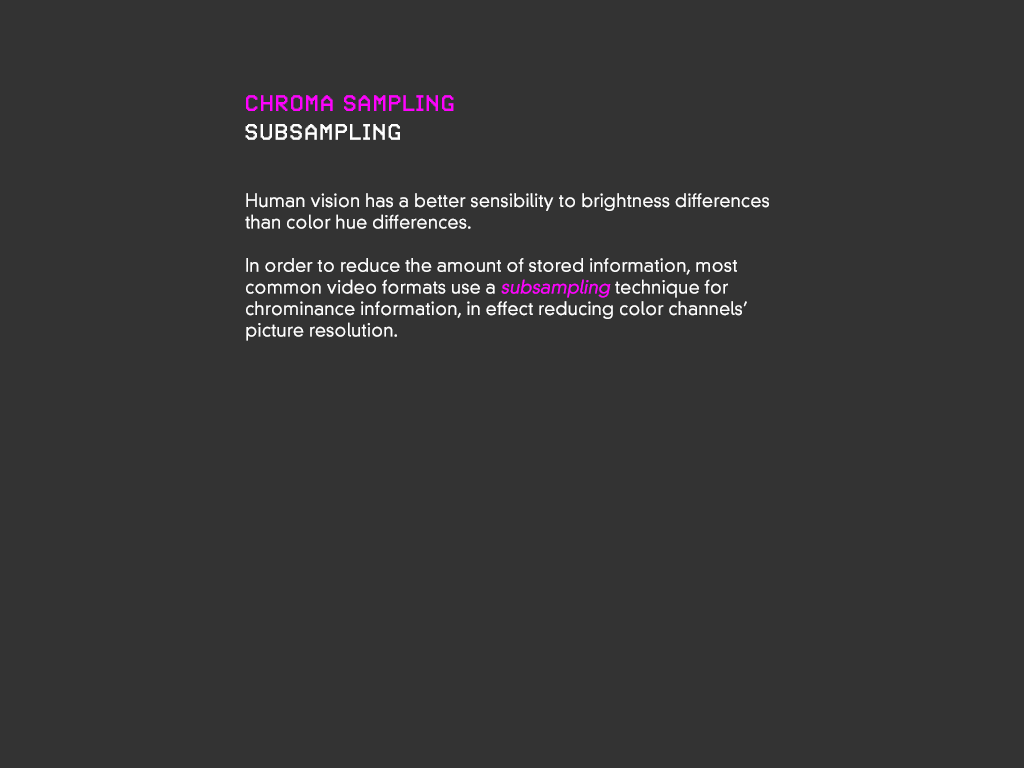 CHROMA SAMPLING
SUBSAMPLING
Human vision has a better sensibility to brightness differences
than color hue differences.
In order to reduce the amount of stored information, most
common video formats use a subsampling technique for
chrominance information, in effect reducing color channels’
picture resolution.